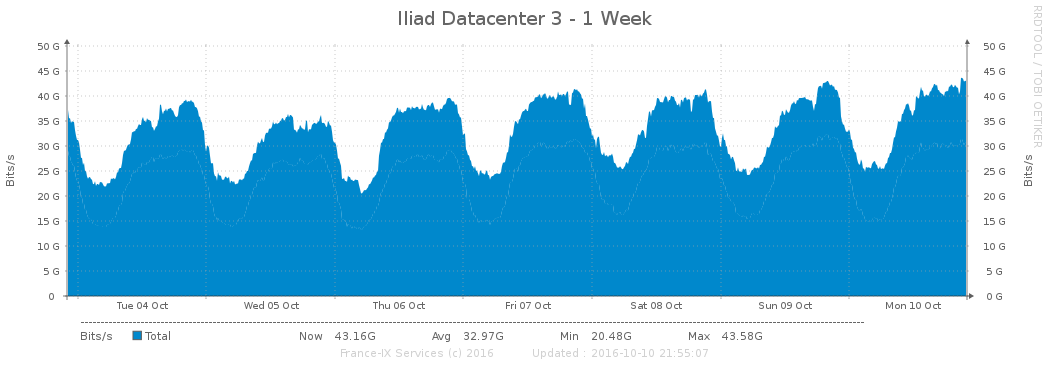 Iliad Datacenter 3 - 1 Week
RRDTOOL / TOBI OETIKER
50 G 50 G
45 G 45 G
40 G 40 G
35 G 35 G
30 G 30 G
25 G 25 G
20 G 20 G
15 G 15 G
10 G 10 G
5 G 5 G
0 0 G
Bits/s Bits/s
Tue 04 Oct Wed 05 Oct Thu 06 Oct Fri 07 Oct Sat 08 Oct Sun 09 Oct Mon 10 Oct
Bits/s Total Now 43.16G Avg 32.97G Min 20.48G Max 43.58G
France-IX Services (c) 2016 Updated : 2016-10-10 21:55:07